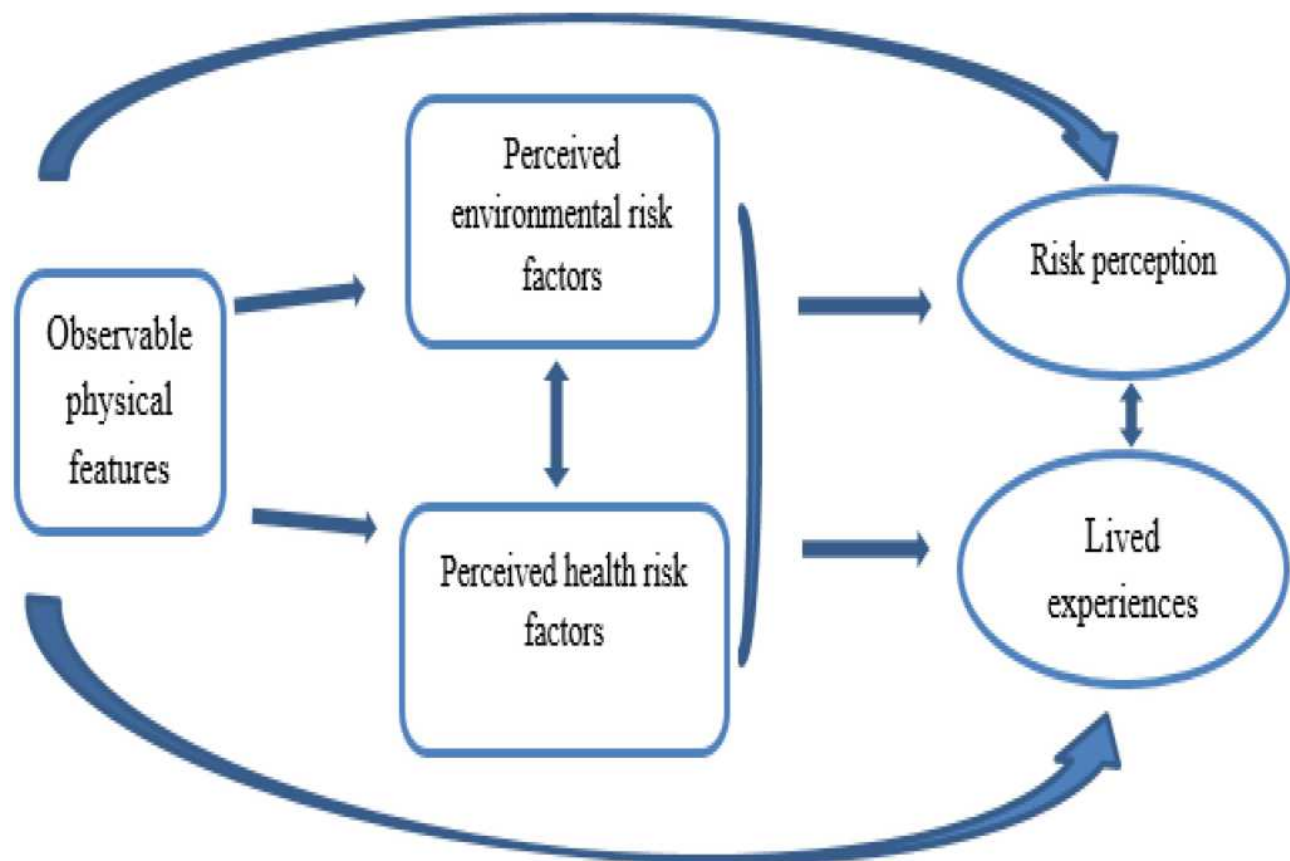 Perceived
environmental risk
factors
Risk perception
Observable
physical
features
Perceived health risk
factors
Lived
experiences